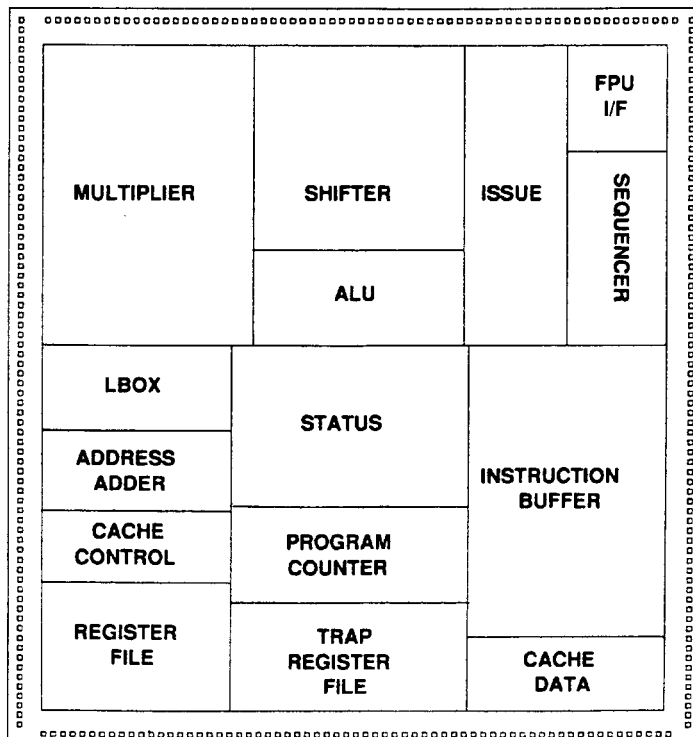 FPU
I/F
MULTIPLIER
SHIFTER
ISSUE
SEQUENCER
ALU
LBOX
STATUS
ADDRESS
ADDER
INSTRUCTION
BUFFER
CACHE
CONTROL
PROGRAM
COUNTER
REGISTER
FILE
TRAP
REGISTER
FILE
CACHE
DATA